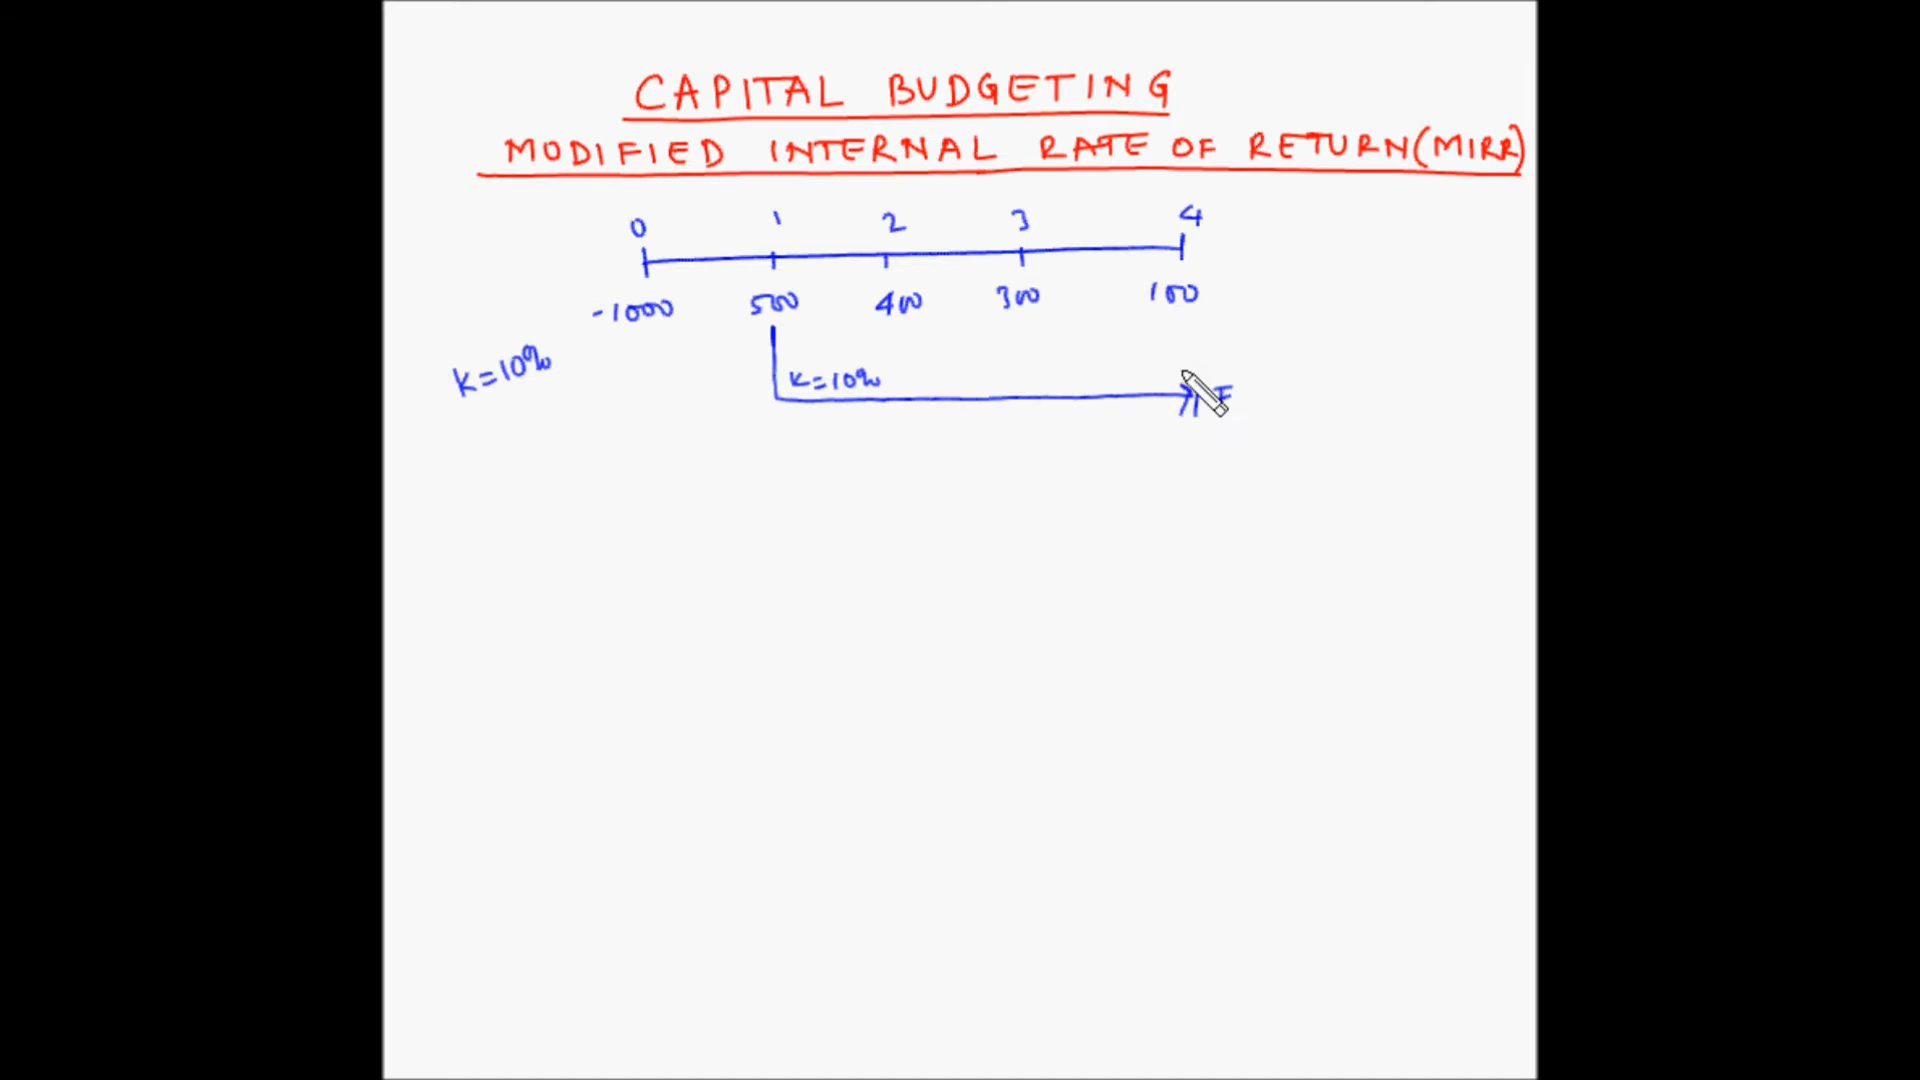 CAPITAL BUDGETING
MODIFIED INTERNAL RATE OF RETURN (MIRR)
0 1 2 3 4
-1000 500 400 300 100
K=10%
K=10%